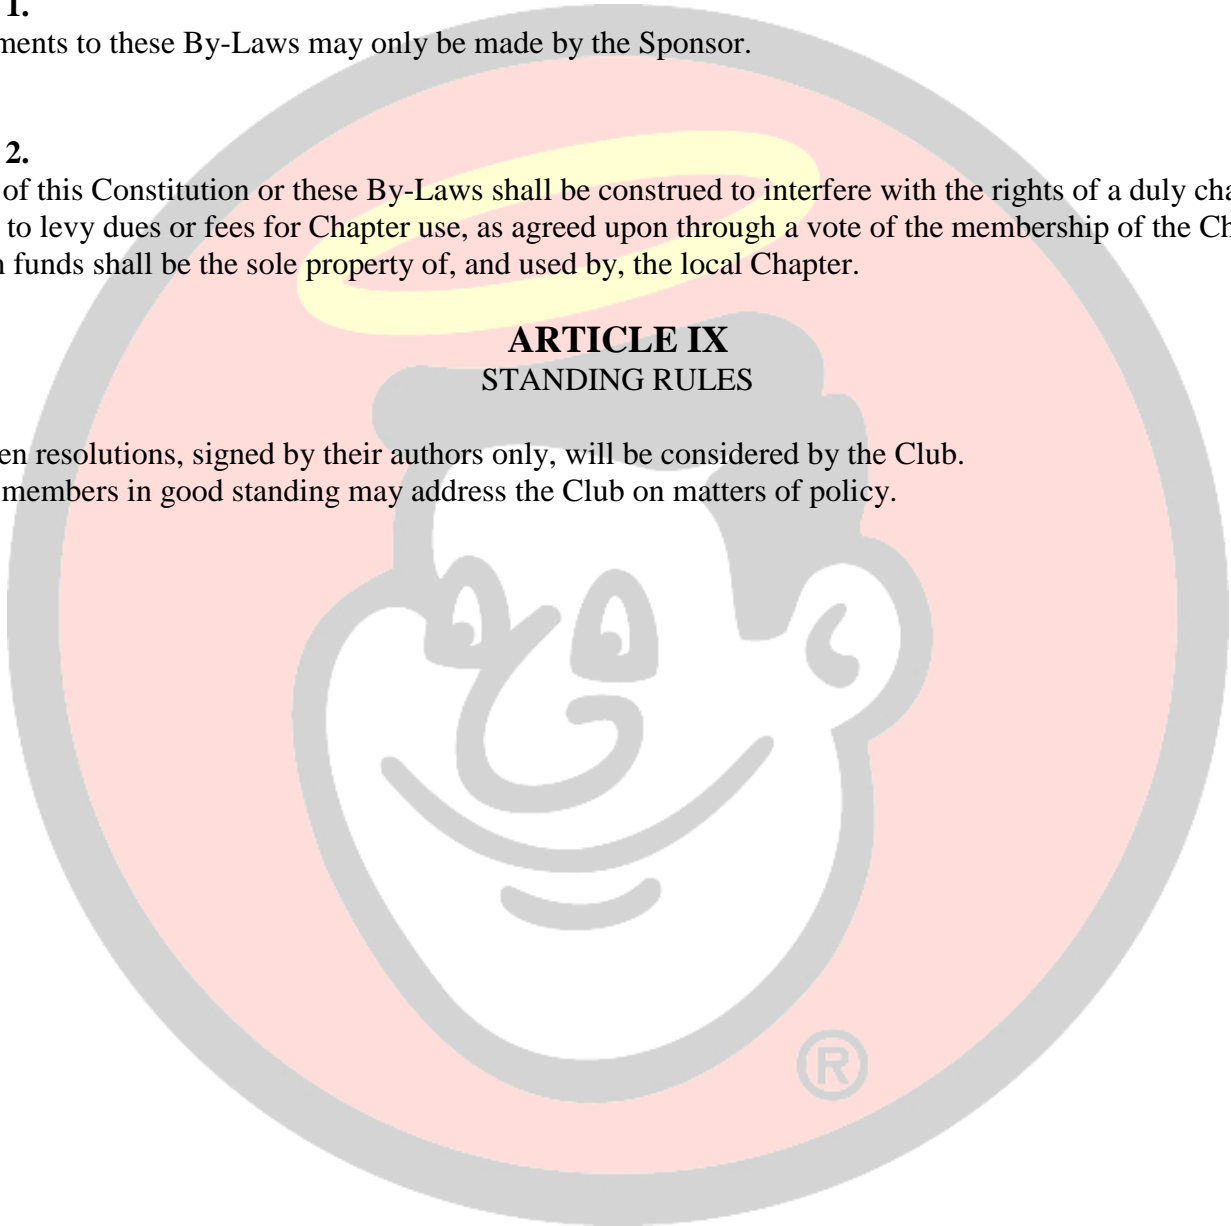 1.
ments to these By-Laws may only be made by the Sponsor.
2.
of this Constitution or these By-Laws shall be construed to interfere with the rights of a duly cha
to levy dues or fees for Chapter use, as agreed upon through a vote of the membership of the Ch
funds shall be the sole property of, and used by, the local Chapter.
ARTICLE IX
STANDING RULES
en resolutions, signed by their authors only, will be considered by the Club.
members in good standing may address the Club on matters of policy.
®